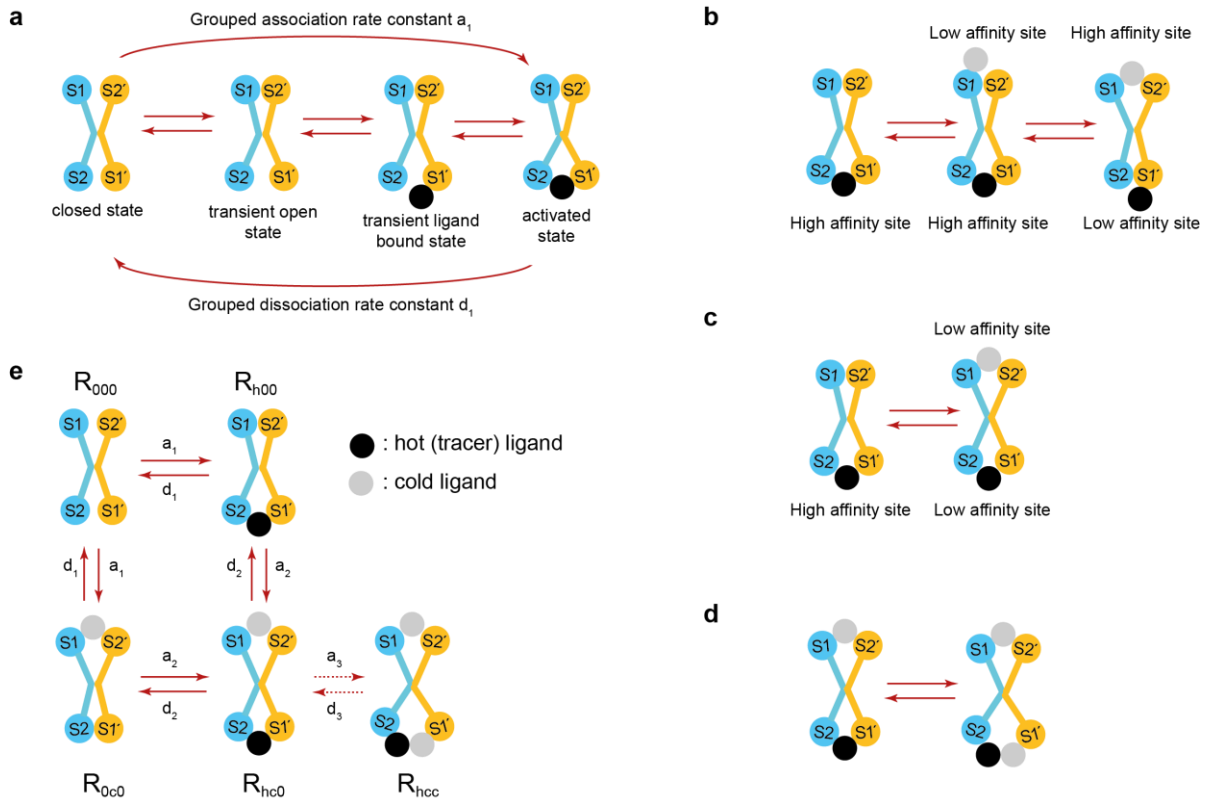 a
Grouped association rate constant a₁
S1 S2′ S1 S2′ S1 S2′ S1 S2′
S2 S1′ S2 S1′ S2 S1′ S2 S1′
closed state
transient open
state
transient ligand
bound state
activated
state
Grouped dissociation rate constant d₁
b
Low affinity site High affinity site
S1 S2′ S1 S2′ S1 S2′
S2 S1′ S2 S1′ S2 S1′
High affinity site High affinity site Low affinity site
c
Low affinity site
S1 S2′ S1 S2′
S2 S1′ S2 S1′
High affinity site Low affinity site
d
S1 S2′ S1 S2′
S2 S1′ S2 S1′
e
R₀₀₀ Rₕ₀₀
S1 S2′ S1 S2′
a₁
d₁
S2 S1′ S2 S1′
: hot (tracer) ligand
: cold ligand
d₁ a₁ d₂ a₂
S1 S2′ S1 S2′ S1 S2′
a₂ a₃
d₂ d₃
S2 S1′ S2 S1′ S2 S1′
R0c0 Rhc0 Rhcc